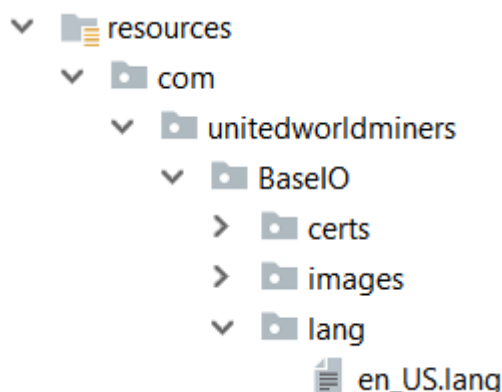 resources
com
unitedworldminers
BaseIO
certs
images
lang
en_US.lang